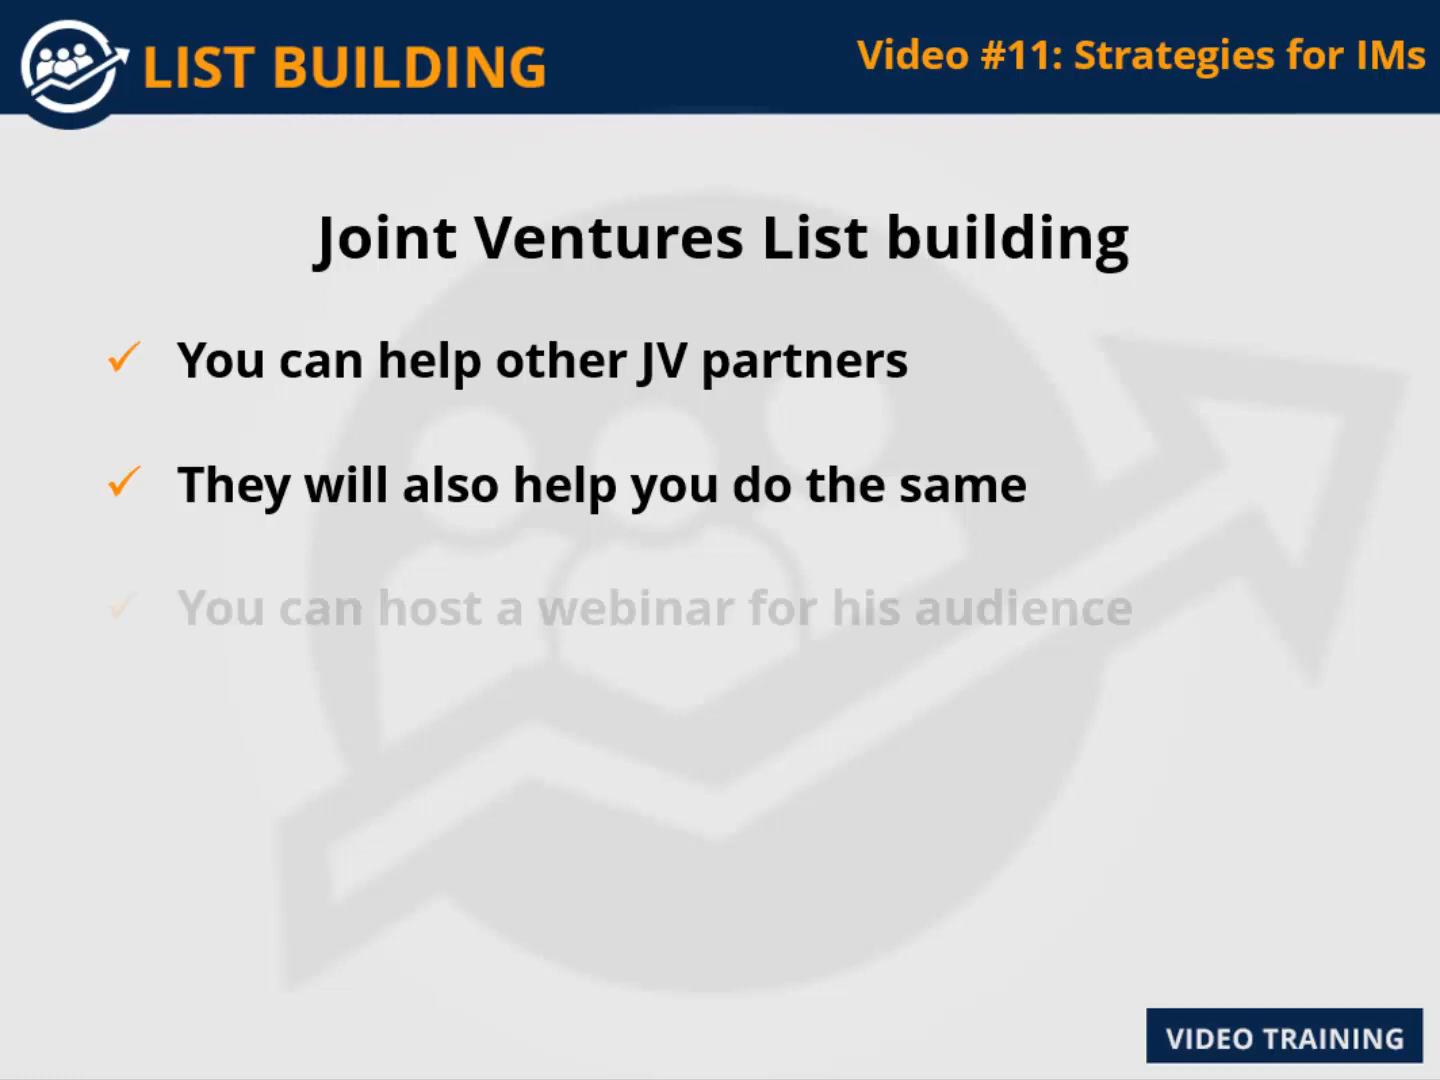 LIST BUILDING
Video #11: Strategies for IMs
Joint Ventures List building
You can help other JV partners
They will also help you do the same
You can host a webinar for his audience
VIDEO TRAINING